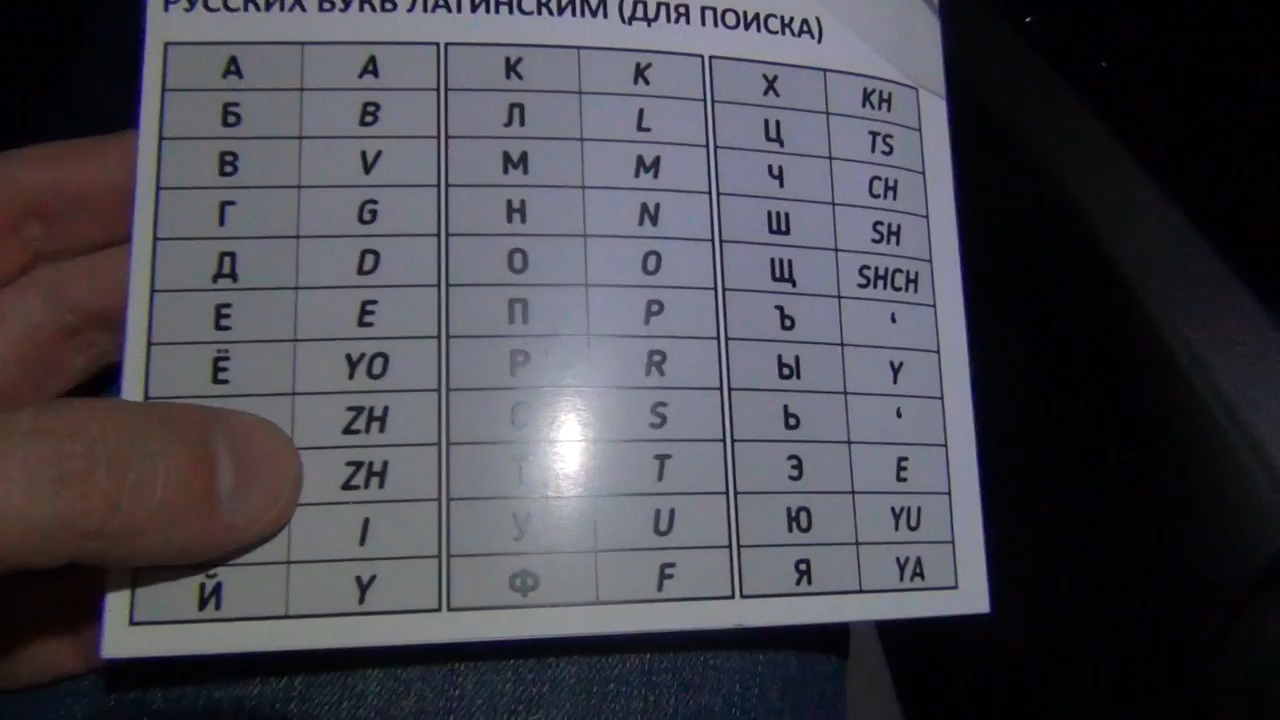 РУССКИХ БУКВ ЛАТИНСКИМ (ДЛЯ ПОИСКА)
А A К K Х KH
Б B Л L Ц TS
В V М M Ч CH
Г G Н N Ш SH
Д D О O Щ SHCH
Е E П P Ъ ‘
Ё YO Р R Ы Y
ZH С S Ь ‘
ZH Т T Э E
I У U Ю YU
Й Y Ф F Я YA